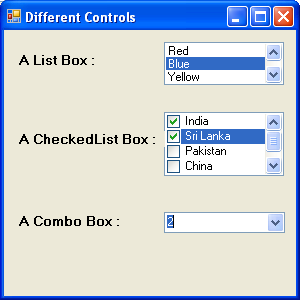 Different Controls
A List Box :
Red
Blue
Yellow
A CheckedList Box :
India
Sri Lanka
Pakistan
China
A Combo Box :
2